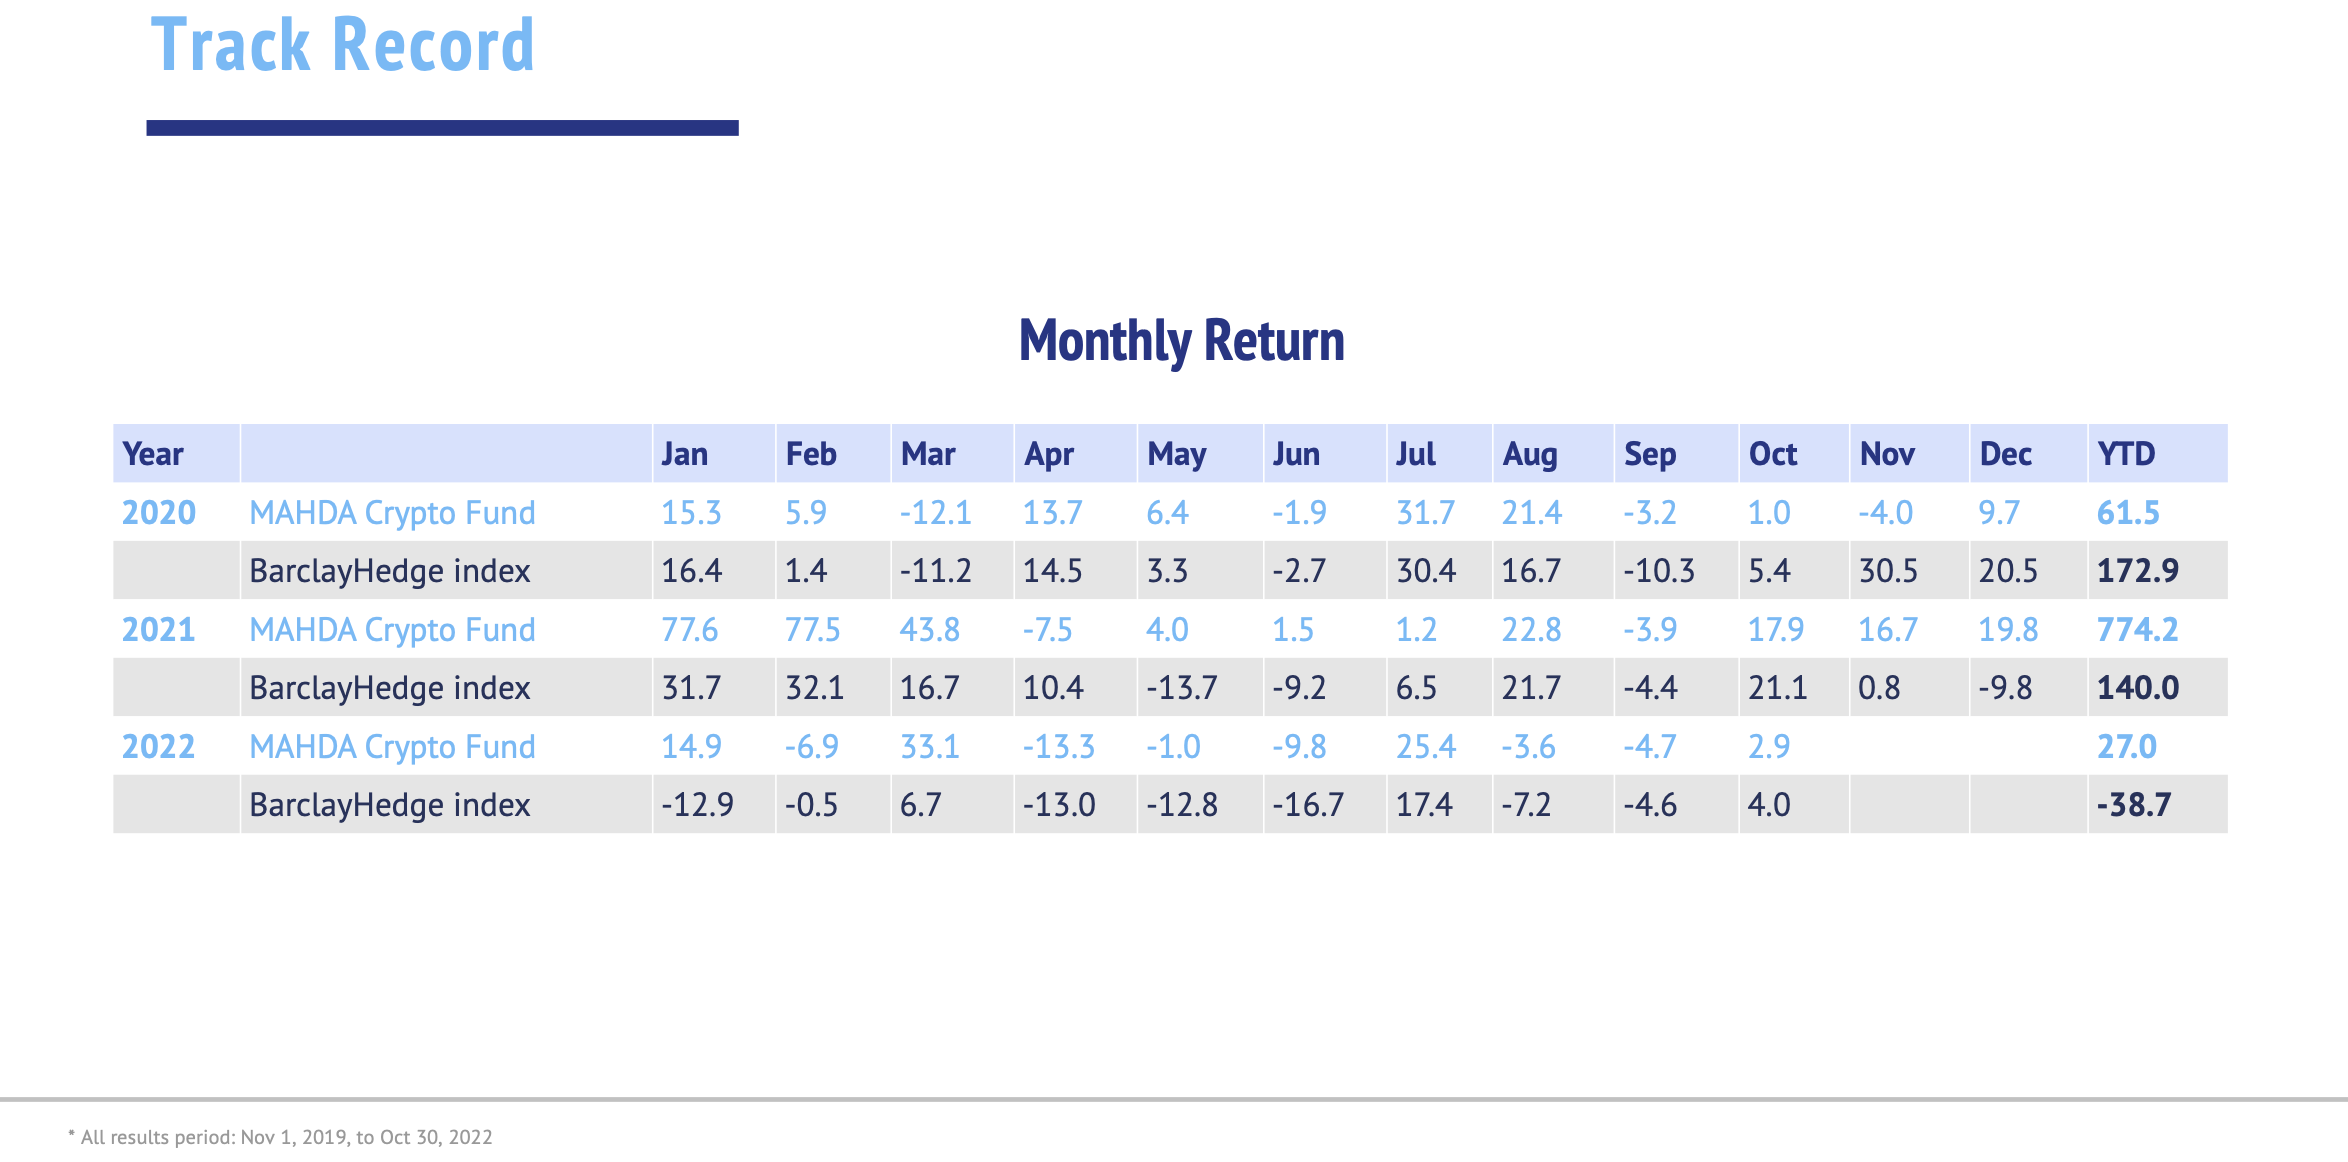 Track Record
Monthly Return
Year Jan Feb Mar Apr May Jun Jul Aug Sep Oct Nov Dec YTD
2020 MAHDA Crypto Fund 15.3 5.9 -12.1 13.7 6.4 -1.9 31.7 21.4 -3.2 1.0 -4.0 9.7 61.5
BarclayHedge index 16.4 1.4 -11.2 14.5 3.3 -2.7 30.4 16.7 -10.3 5.4 30.5 20.5 172.9
2021 MAHDA Crypto Fund 77.6 77.5 43.8 -7.5 4.0 1.5 1.2 22.8 -3.9 17.9 16.7 19.8 774.2
BarclayHedge index 31.7 32.1 16.7 10.4 -13.7 -9.2 6.5 21.7 -4.4 21.1 0.8 -9.8 140.0
2022 MAHDA Crypto Fund 14.9 -6.9 33.1 -13.3 -1.0 -9.8 25.4 -3.6 -4.7 2.9 27.0
BarclayHedge index -12.9 -0.5 6.7 -13.0 -12.8 -16.7 17.4 -7.2 -4.6 4.0 -38.7
* All results period: Nov 1, 2019, to Oct 30, 2022